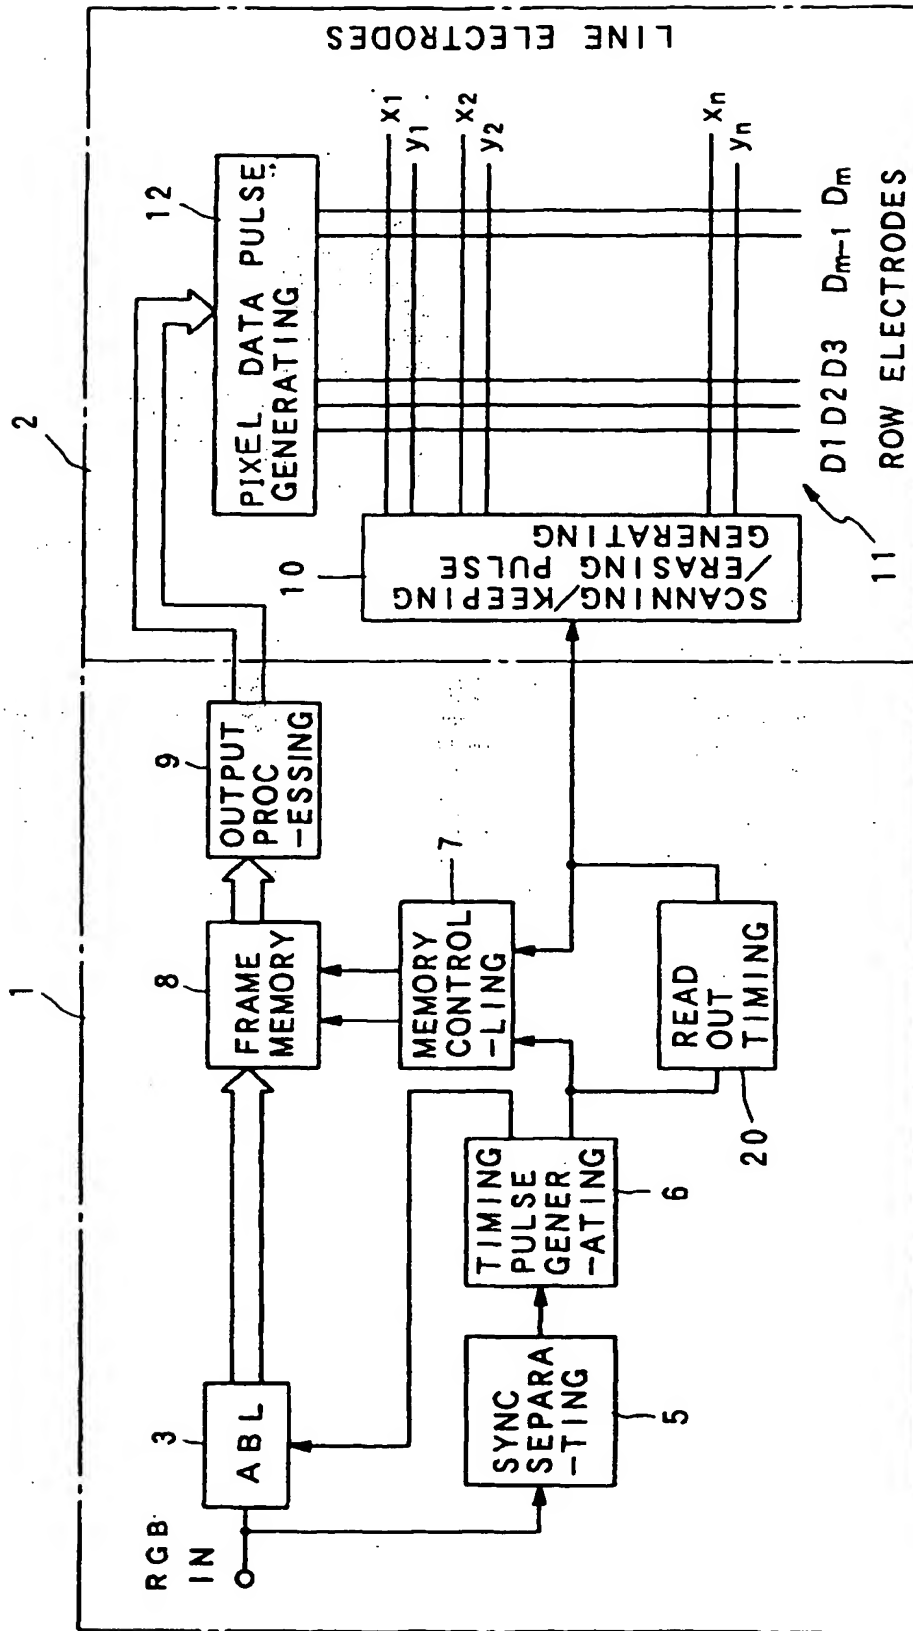 1
2
RGB
IN
3
ABL
8
FRAME
MEMORY
9
OUTPUT
PROC
-ESSING
12
PIXEL DATA PULSE
GENERATING
5
SYNC
SEPARA
-TING
6
TIMING
PULSE
GENER
-ATING
7
MEMORY
CONTROL
-LING
20
READ
OUT
TIMING
10
SCANNING/KEEPING
/ERASING PULSE
GENERATING
11
X1
y1
X2
y2
Xn
yn
LINE ELECTRODES
D1 D2 D3 Dm-1 Dm
ROW ELECTRODES